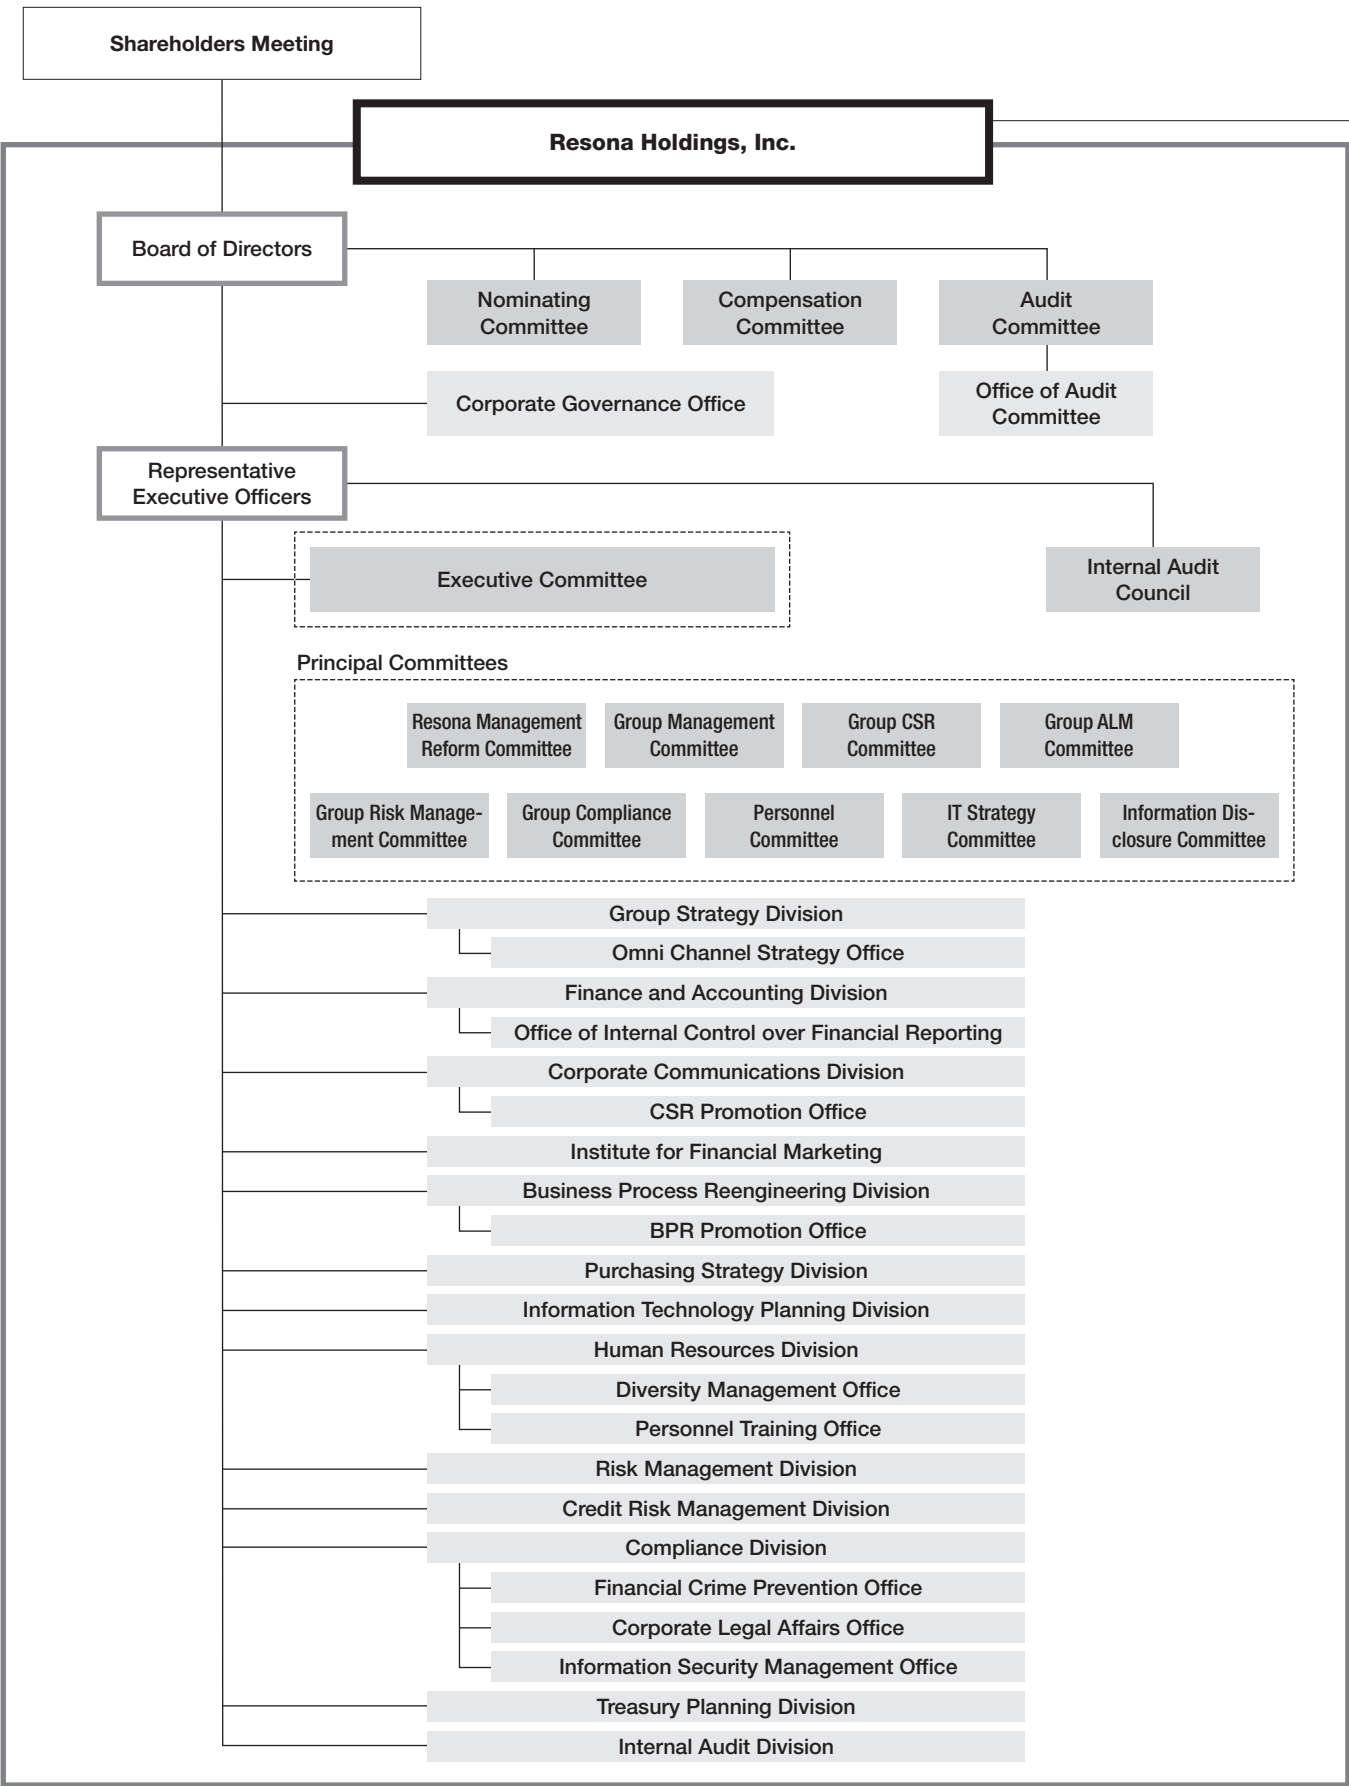 Shareholders Meeting
Resona Holdings, Inc.
Board of Directors
Nominating
Committee
Compensation
Committee
Audit
Committee
Corporate Governance Office
Office of Audit
Committee
Representative
Executive Officers
Executive Committee
Internal Audit
Council
Principal Committees
Resona Management
Reform Committee
Group Management
Committee
Group CSR
Committee
Group ALM
Committee
Group Risk Manage-
ment Committee
Group Compliance
Committee
Personnel
Committee
IT Strategy
Committee
Information Dis-
closure Committee
Group Strategy Division
Omni Channel Strategy Office
Finance and Accounting Division
Office of Internal Control over Financial Reporting
Corporate Communications Division
CSR Promotion Office
Institute for Financial Marketing
Business Process Reengineering Division
BPR Promotion Office
Purchasing Strategy Division
Information Technology Planning Division
Human Resources Division
Diversity Management Office
Personnel Training Office
Risk Management Division
Credit Risk Management Division
Compliance Division
Financial Crime Prevention Office
Corporate Legal Affairs Office
Information Security Management Office
Treasury Planning Division
Internal Audit Division